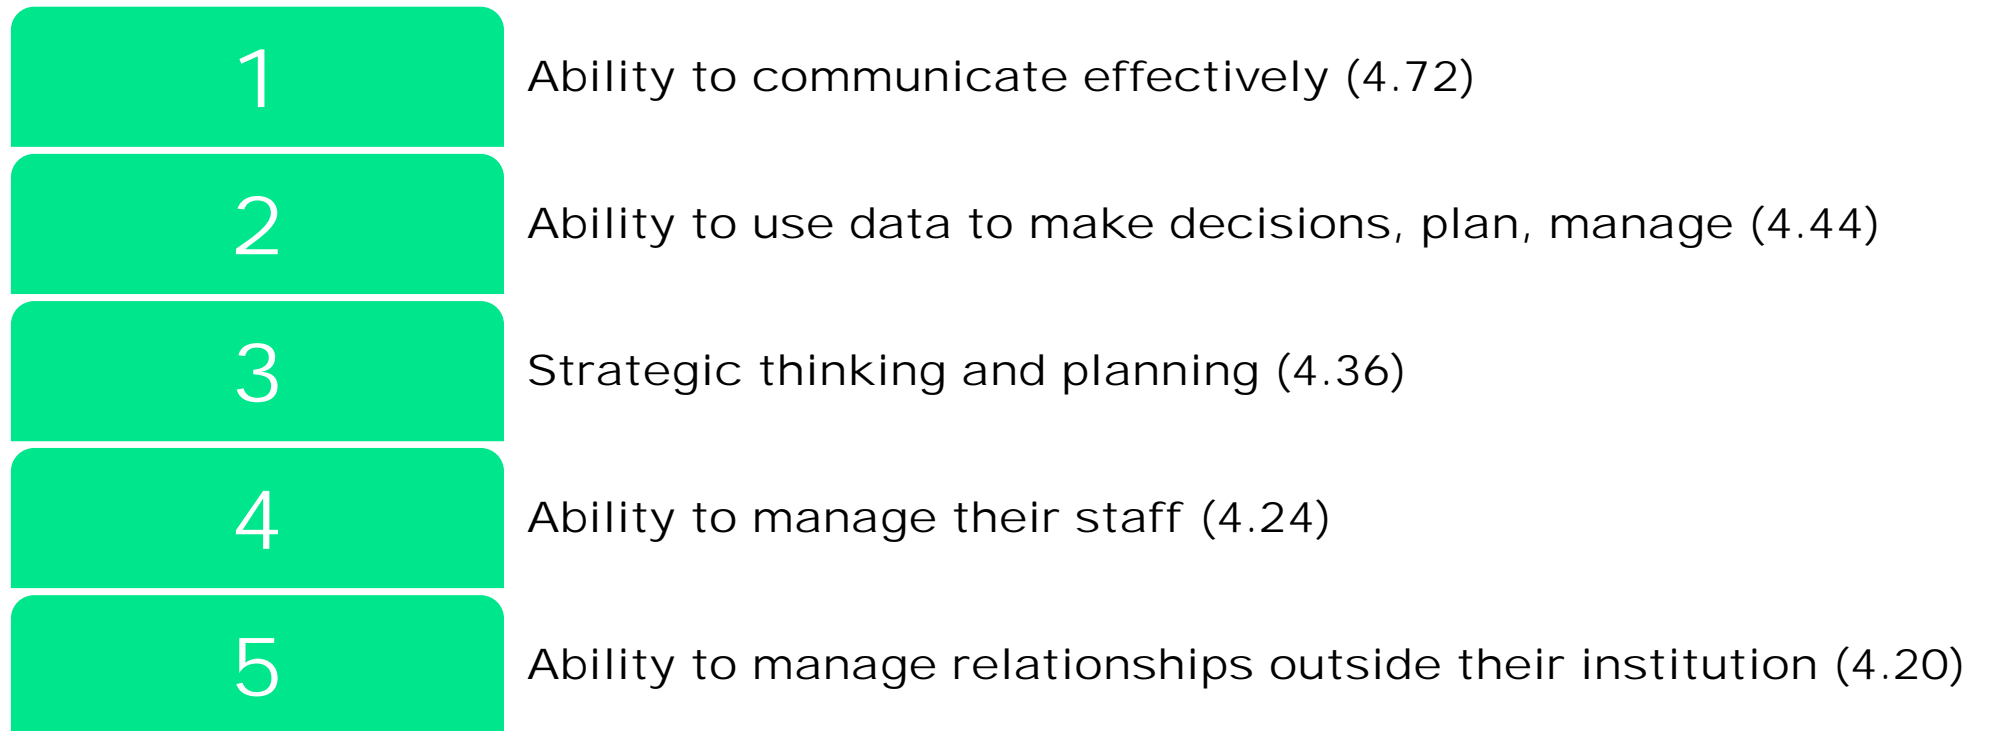 1
Ability to communicate effectively (4.72)
2
Ability to use data to make decisions, plan, manage (4.44)
3
Strategic thinking and planning (4.36)
4
Ability to manage their staff (4.24)
5
Ability to manage relationships outside their institution (4.20)